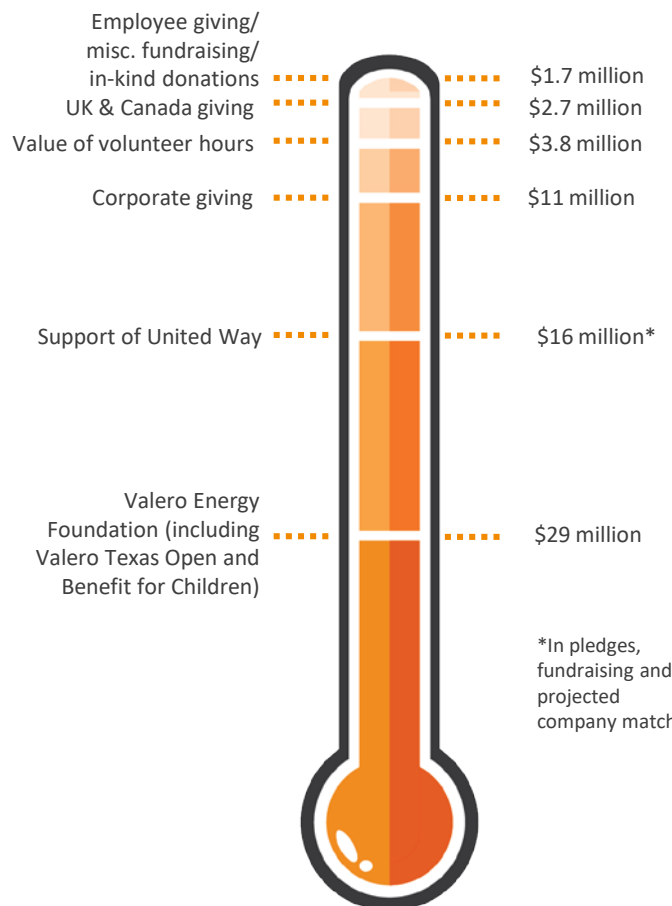 Employee giving/
misc. fundraising/
in-kind donations
$1.7 million
UK & Canada giving
$2.7 million
Value of volunteer hours
$3.8 million
Corporate giving
$11 million
Support of United Way
$16 million*
Valero Energy
Foundation (including
Valero Texas Open and
Benefit for Children)
$29 million
*In pledges,
fundraising and
projected
company match